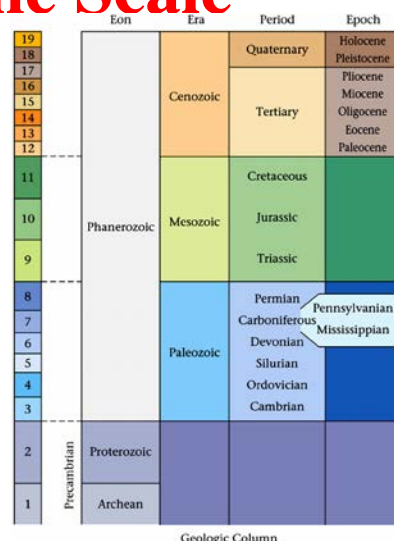 ne Scale
Eon Era Period Epoch
19
18
17
16
15
14
13
12
11
10
9
8
7
6
5
4
3
2
1
Precambrian
Phanerozoic
Proterozoic
Archean
Cenozoic
Mesozoic
Paleozoic
Quaternary
Tertiary
Cretaceous
Jurassic
Triassic
Permian
Carboniferous
Devonian
Silurian
Ordovician
Cambrian
Holocene
Pleistocene
Pliocene
Miocene
Oligocene
Eocene
Paleocene
Pennsylvanian
Mississippian
Geologic Column